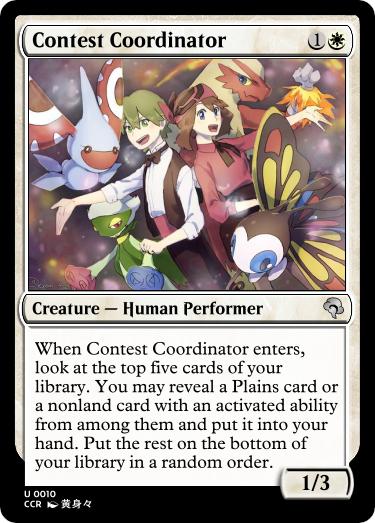 Contest Coordinator
1
Creature — Human Performer
When Contest Coordinator enters,
look at the top five cards of your
library. You may reveal a Plains card or
a nonland card with an activated ability
from among them and put it into your
hand. Put the rest on the bottom of
your library in a random order.
1/3
U 0010
CCR 黄身々